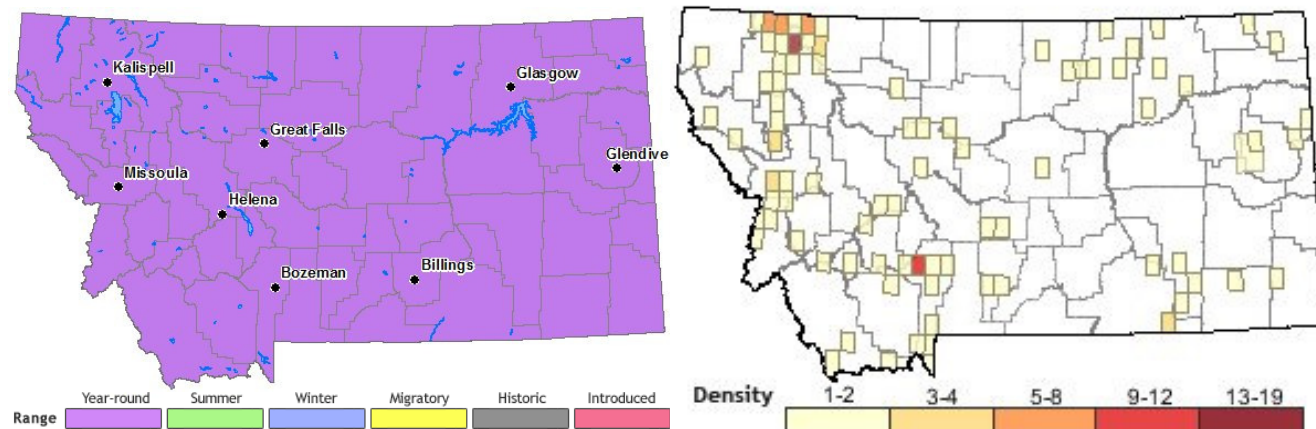 Kalispell
Glasgow
Great Falls
Glendive
Missoula
Helena
Bozeman
Billings
Range Year-round Summer Winter Migratory Historic Introduced
Density 1-2 3-4 5-8 9-12 13-19